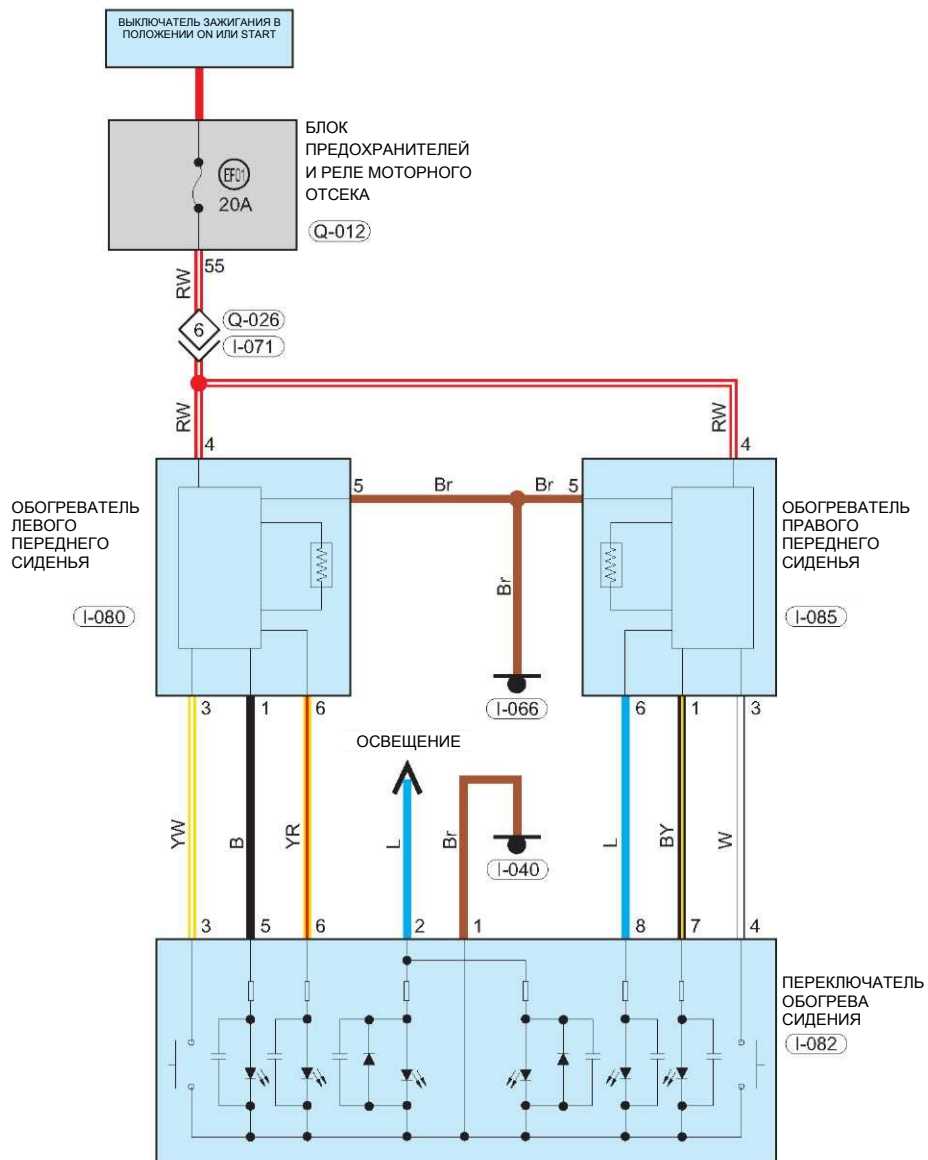 ВЫКЛЮЧАТЕЛЬ ЗАЖИГАНИЯ В
ПОЛОЖЕНИИ ON ИЛИ START
БЛОК
ПРЕДОХРАНИТЕЛЕЙ
И РЕЛЕ МОТОРНОГО
ОТСЕКА
EF01
20A
Q-012
55
RW
6
Q-026
I-071
RW
RW
4
4
5
Br
Br
5
ОБОГРЕВАТЕЛЬ
ЛЕВОГО
ПЕРЕДНЕГО
СИДЕНЬЯ
ОБОГРЕВАТЕЛЬ
ПРАВОГО
ПЕРЕДНЕГО
СИДЕНЬЯ
Br
I-080
I-085
3
1
6
I-066
6
1
3
ОСВЕЩЕНИЕ
YW
B
YR
L
Br
I-040
L
BY
W
3
5
6
2
1
8
7
4
ПЕРЕКЛЮЧАТЕЛЬ
ОБОГРЕВА
СИДЕНИЯ
I-082